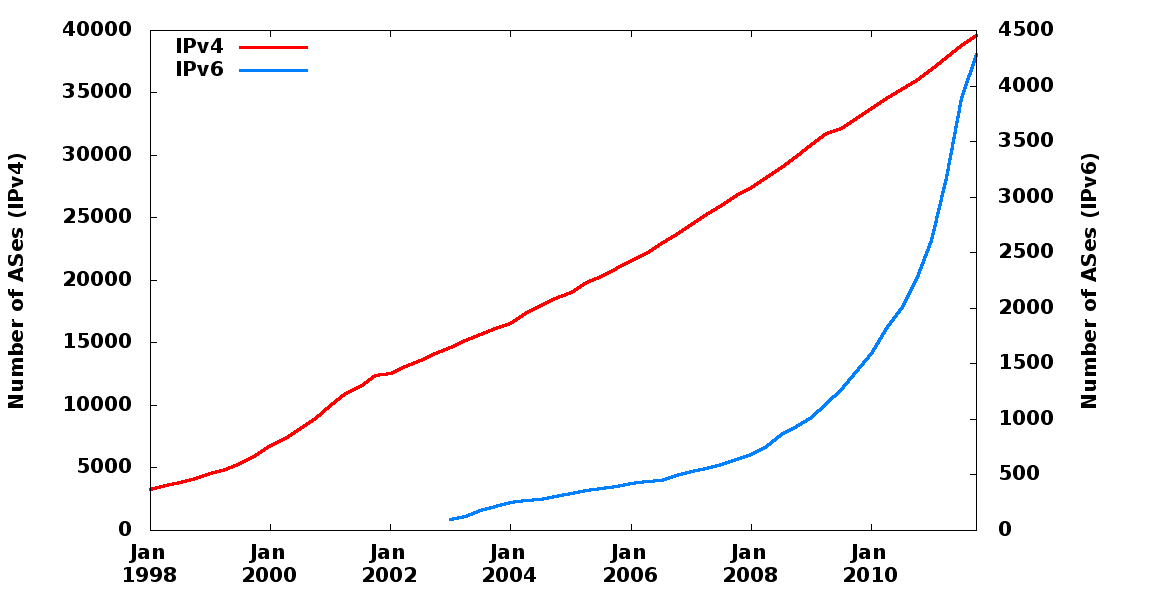 IPv4
IPv6
40000
35000
30000
25000
20000
15000
10000
5000
0
Number of ASes (IPv4)
4500
4000
3500
3000
2500
2000
1500
1000
500
0
Number of ASes (IPv6)
Jan 1998
Jan 2000
Jan 2002
Jan 2004
Jan 2006
Jan 2008
Jan 2010